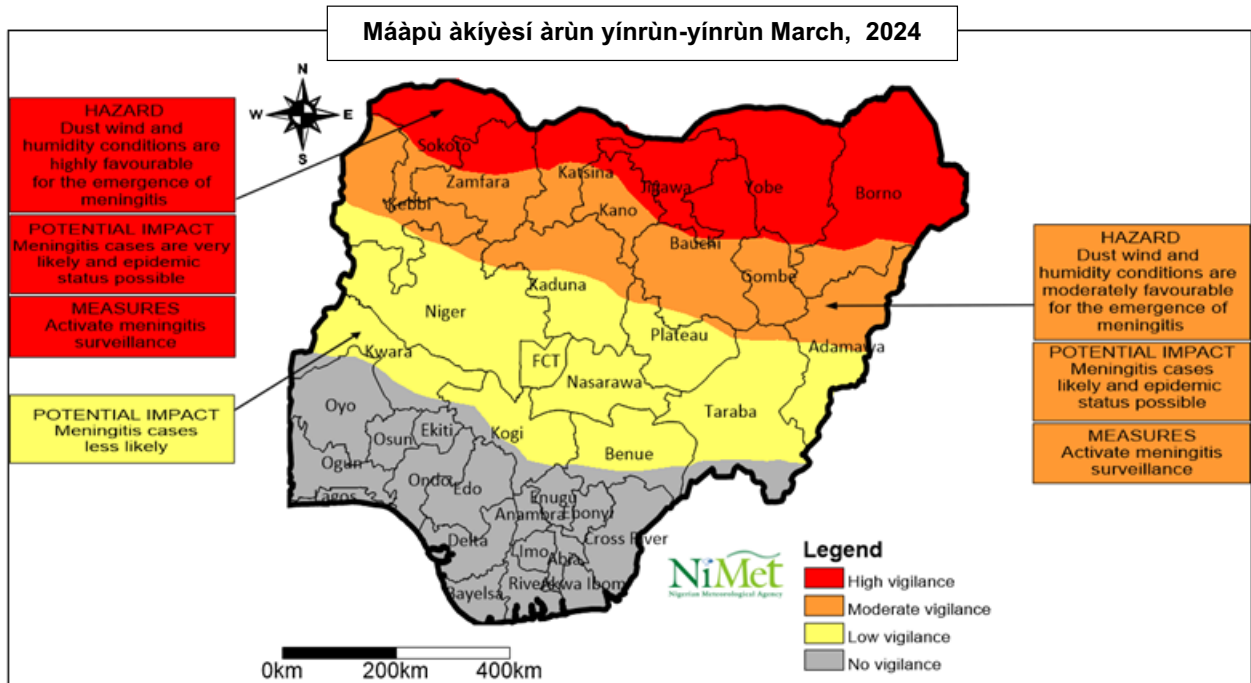 Máàpù àkíyèsí àrùn yínrùn-yínrùn March, 2024
N
W
E
S
HAZARD
Dust wind and
humidity conditions are
highly favourable
for the emergence of
meningitis
POTENTIAL IMPACT
Meningitis cases are very
likely and epidemic
status possible
MEASURES
Activate meningitis
surveillance
POTENTIAL IMPACT
Meningitis cases
less likely
Sokoto
Katsina
Zamfara
Jigawa
Yobe
Borno
Kebbi
Kano
Bauchi
Gombe
Kaduna
Niger
Plateau
Adamawa
Kwara
FCT
Nasarawa
Taraba
Oyo
Ekiti
Osun
Kogi
Benue
Ogun
Ondo
Edo
Lagos
Enugu
Anambra
Ebonyi
Delta
Imo
Abia
Cross River
Bayelsa
Rivers
Akwa Ibom
HAZARD
Dust wind and
humidity conditions are
moderately favourable
for the emergence of
meningitis
POTENTIAL IMPACT
Meningitis cases
likely and epidemic
status possible
MEASURES
Activate meningitis
surveillance
NiMet
Nigerian Meteorological Agency
Legend
High vigilance
Moderate vigilance
Low vigilance
No vigilance
0km 200km 400km